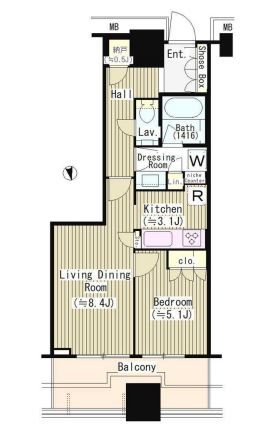 MB
MB
納戸
(≒0.5J)
Ent.
Shose Box
Hall
Lav.
Bath
(1416)
Dressing
Room
W
Lin.
niche
Counter
R
Kitchen
(≒3.1J)
Sto
clo.
Living Dining
Room
(≒8.4J)
Bedroom
(≒5.1J)
Balcony